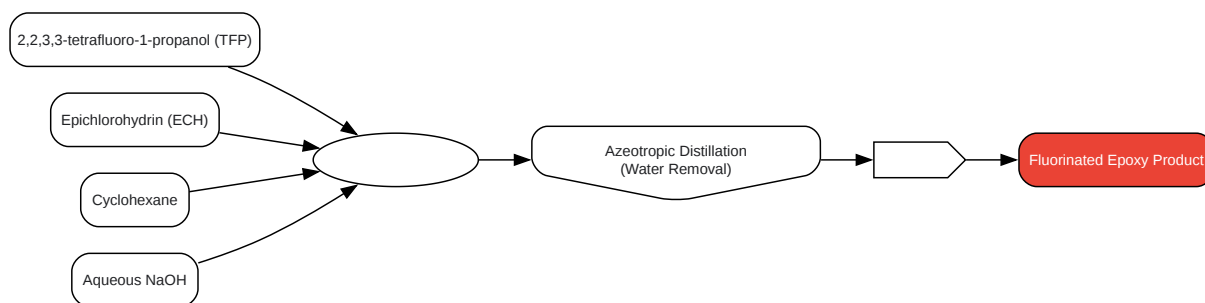 2,2,3,3-tetrafluoro-1-propanol (TFP)
Epichlorohydrin (ECH)
Cyclohexane
Aqueous NaOH
Azeotropic Distillation
(Water Removal)
Fluorinated Epoxy Product